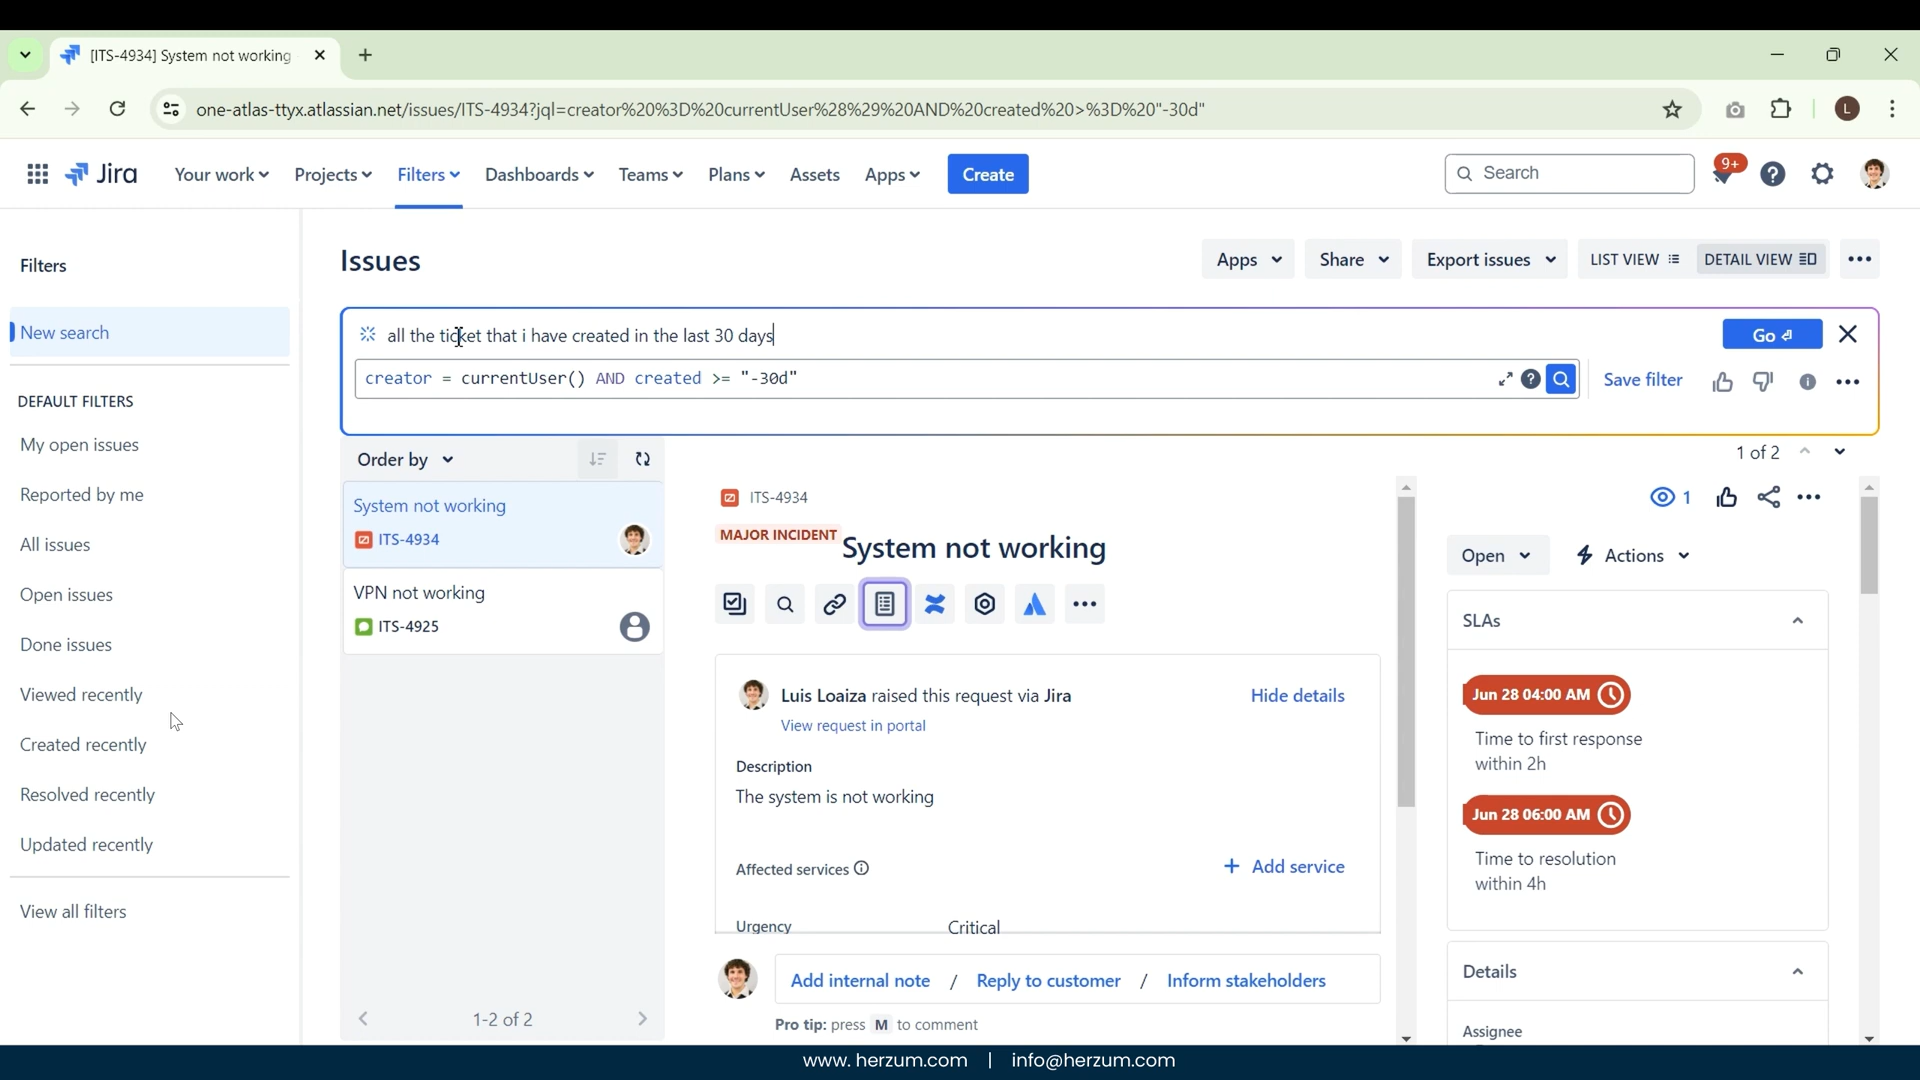 [ITS-4934] System not working
one-atlas-ttyx.atlassian.net/issues/ITS-4934?jql=creator%20%3D%20currentUser%28%29%20AND%20created%20>%3D%20"-30d"
L
Jira
Your work
Projects
Filters
Dashboards
Teams
Plans
Assets
Apps
Create
Search
9+
Filters
New search
DEFAULT FILTERS
My open issues
Reported by me
All issues
Open issues
Done issues
Viewed recently
Created recently
Resolved recently
Updated recently
View all filters
Issues
Apps
Share
Export issues
LIST VIEW
DETAIL VIEW
all the ticket that i have created in the last 30 days
Go
creator = currentUser() AND created >= "-30d"
Save filter
Order by
1 of 2
System not working
ITS-4934
VPN not working
ITS-4925
1-2 of 2
ITS-4934
MAJOR INCIDENT
System not working
Luis Loaiza raised this request via Jira
Hide details
View request in portal
Description
The system is not working
Affected services
Add service
Urgency
Critical
Add internal note / Reply to customer / Inform stakeholders
Pro tip: press M to comment
1
Open
Actions
SLAs
Jun 28 04:00 AM
Time to first response
within 2h
Jun 28 06:00 AM
Time to resolution
within 4h
Details
Assignee
www. herzum.com | info@herzum.com